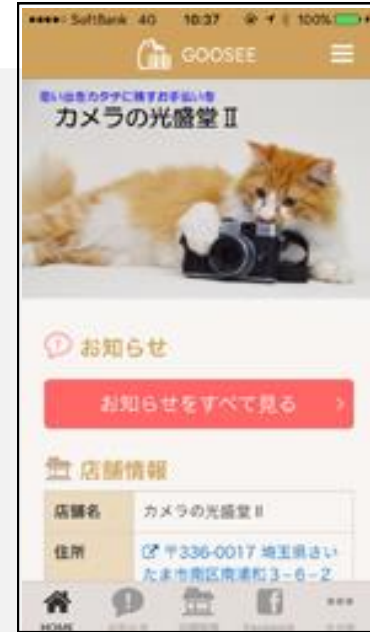 SoftBank 4G 10:37 100%
GOOSEE
思い出をカタチに残すお手伝いを
カメラの光盛堂Ⅱ
お知らせ
お知らせをすべて見る
店舗情報
店舗名 カメラの光盛堂Ⅱ
住所 〒336-0017 埼玉県さい
たま市南区南浦和3-6-2
HOME